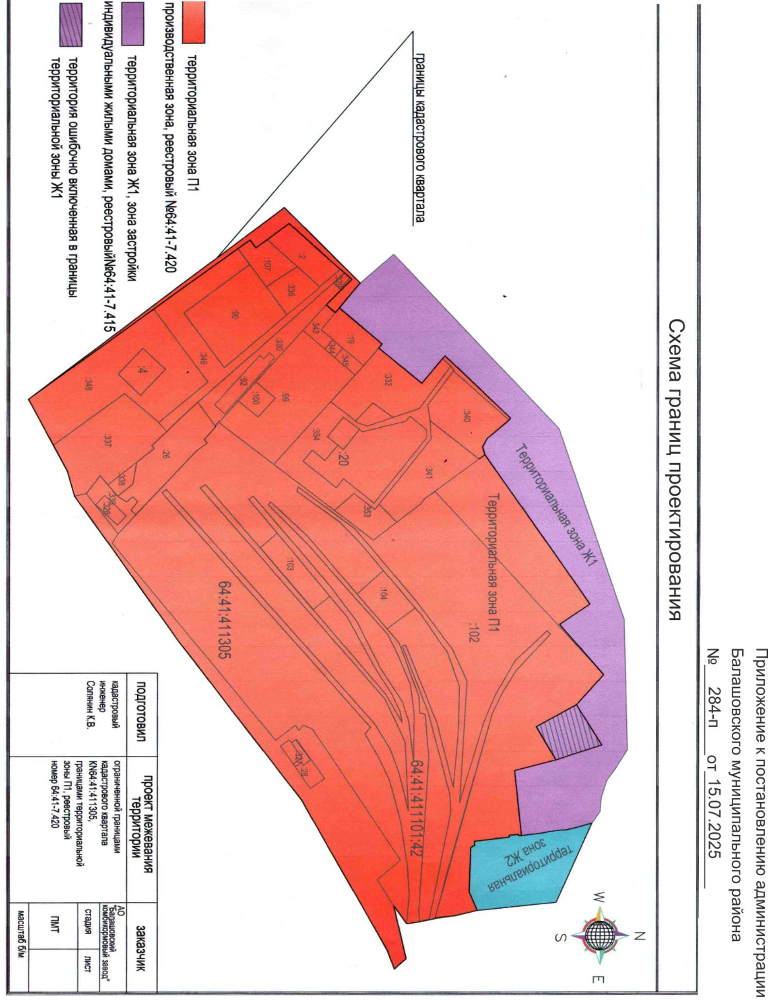 Приложение к постановлению администрации
Балашовского муниципального района
№ 284-п от 15.07.2025
Схема границ проектирования
границы кадастрового квартала
территориальная зона П1
производственная зона, реестровый №64:41-7.420
территориальная зона Ж1, зона застройки
индивидуальными жилыми домами, реестровый№64:41-7.415
территория ошибочно включенная в границы
территориальной зоны Ж1
Территориальная зона Ж1
Территориальная зона П1
:102
территориальная
зона Ж2
N
W
E
S
:2
:107
:336
:329
:90
:343
:19
:344
:345
:330
:332
:349
:4
:92
:100
:99
:348
:340
:354
:20
:341
:337
:26
:338
:339
:326
:353
:103
:104
64:41:411305
:327
:28
64:41:411101:42
подготовил
проект межевания
территории
заказчик
кадастровый
инженер
Солянин К.В.
ограниченной границами
кадастрового квартала
KN64:41:411305,
границами территориальной
зоны П1, реестровый
номер 64:41-7.420
АО
"Балашовский
комбикормовый завод"
стадия
лист
ПМТ
масштаб б/м